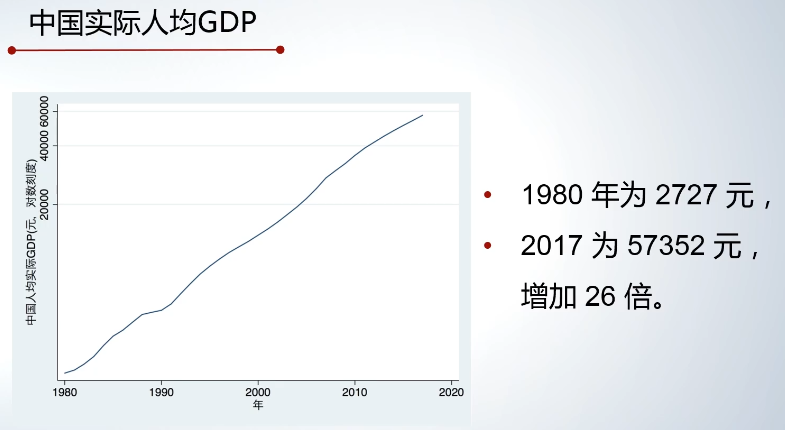 中国实际人均GDP
60000
40000
20000
中国人均实际GDP(元、对数刻度)
1980 1990 2000 2010 2020
年
1980 年为 2727 元，
2017 为 57352 元，
增加 26 倍。